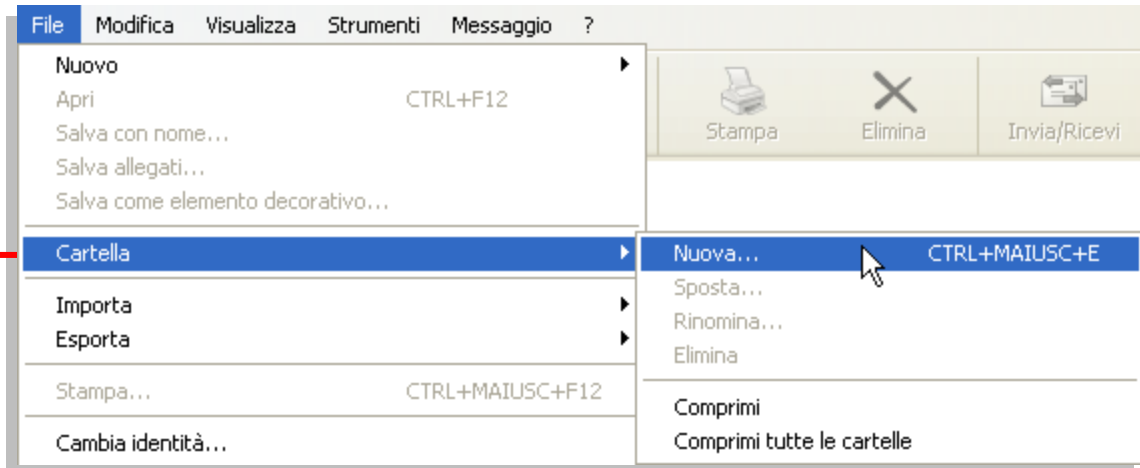 File Modifica Visualizza Strumenti Messaggio ?
Nuovo
Apri CTRL+F12
Salva con nome...
Salva allegati...
Salva come elemento decorativo...
Cartella
Importa
Esporta
Stampa... CTRL+MAIUSC+F12
Cambia identità...
Stampa Elimina Invia/Ricevi
Nuova... CTRL+MAIUSC+E
Sposta...
Rinomina...
Elimina
Comprimi
Comprimi tutte le cartelle